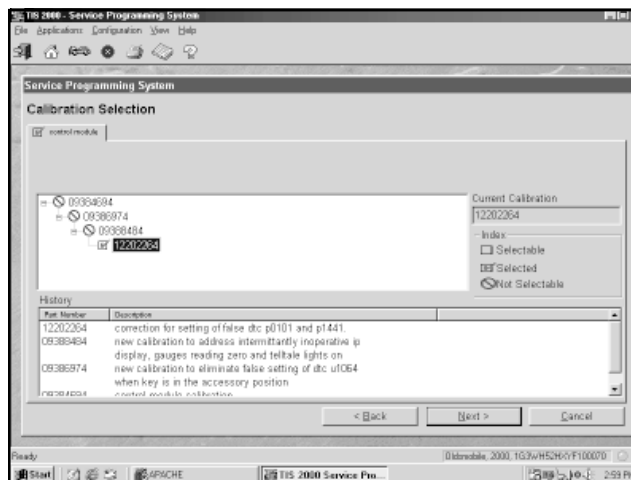 TIS 2000 - Service Programming System
File Applications Configuration View Help
Service Programming System
Calibration Selection
control module
09384694
09386974
09388484
12202264
Current Calibration
12202264
Index
Selectable
Selected
Not Selectable
History
Part Number Description
12202264 correction for setting of false dtc p0101 and p1441.
09388484 new calibration to address intermittantly inoperative ip
display, gauges reading zero and telltale lights on
09386974 new calibration to eliminate false setting of dtc u1064
when key is in the accessory position
09384694 control module calibration
< Back Next > Cancel
Ready Oldsmobile, 2000,
Start APACHE TIS 2000 Service Pro... 2:59 PM